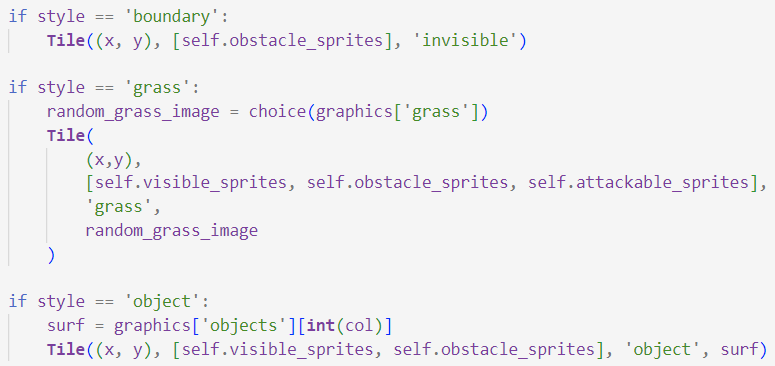 if style == 'boundary':
    Tile((x, y), [self.obstacle_sprites], 'invisible')

if style == 'grass':
    random_grass_image = choice(graphics['grass'])
    Tile(
        (x,y),
        [self.visible_sprites, self.obstacle_sprites, self.attackable_sprites],
        'grass',
        random_grass_image
    )

if style == 'object':
    surf = graphics['objects'][int(col)]
    Tile((x, y), [self.visible_sprites, self.obstacle_sprites], 'object', surf)